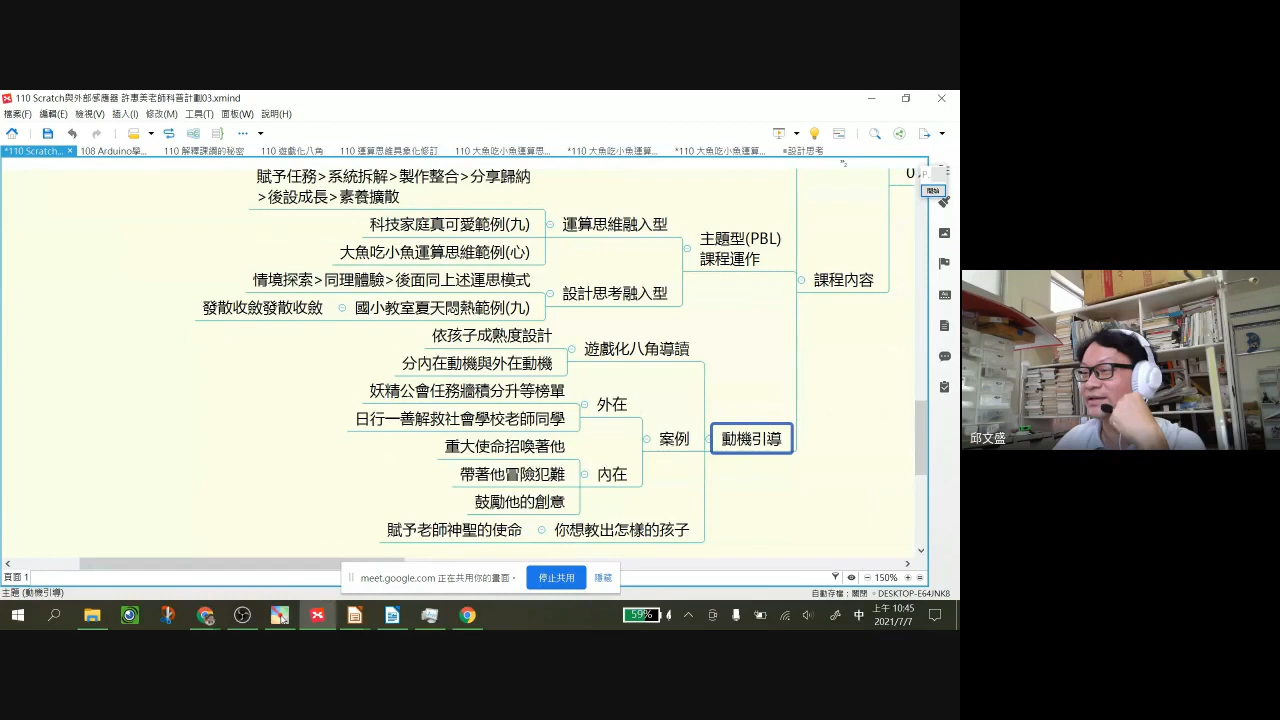 110 Scratch與外部感應器 許惠美老師科普計劃03.xmind
檔案(F) 編輯(E) 檢視(V) 插入(I) 修改(M) 工具(T) 面板(W) 說明(H)
*110 Scratch... × 108 Arduino學... 110 解釋課綱的秘密 110 遊戲化八角 110 運算思維具象化修訂 110 大魚吃小魚運算思... *110 大魚吃小魚運算... *110 大魚吃小魚運算... 設計思考
賦予任務>系統拆解>製作整合>分享歸納
>後設成長>素養擴散
科技家庭真可愛範例(九)
運算思維融入型
大魚吃小魚運算思維範例(心)
主題型(PBL)
課程運作
情境探索>同理體驗>後面同上述運思模式
設計思考融入型
課程內容
發散收斂發散收斂
國小教室夏天悶熱範例(九)
依孩子成熟度設計
遊戲化八角導讀
分內在動機與外在動機
妖精公會任務牆積分升等榜單
外在
日行一善解救社會學校老師同學
案例
動機引導
重大使命招喚著他
帶著他冒險犯難
內在
鼓勵他的創意
賦予老師神聖的使命
你想教出怎樣的孩子
開始
邱文盛
頁面 1
150%
meet.google.com 正在共用你的畫面。
停止共用
隱藏
主題 (動機引導)
自動存檔：關閉
DESKTOP-E64JNK8
59%
中
上午 10:45
2021/7/7